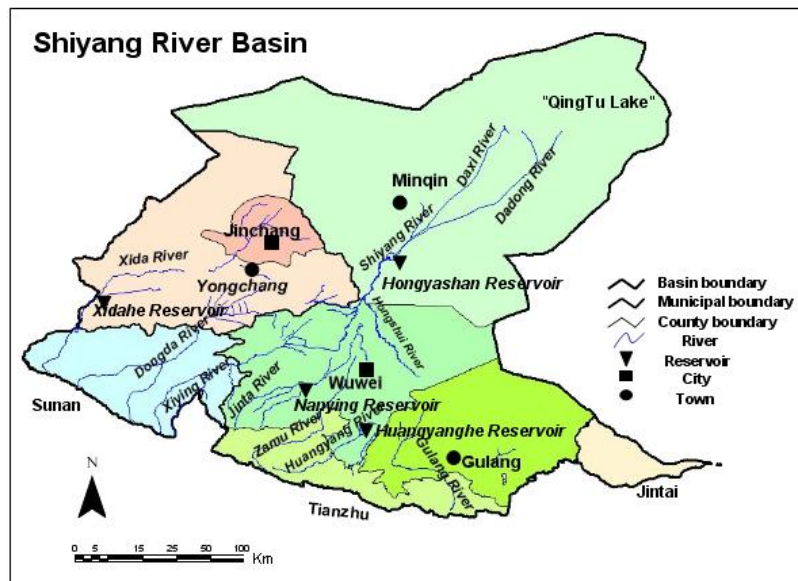 Shiyang River Basin
"QingTu Lake"
Daxi River
Dadong River
Minqin
Jinchang
Shiyang River
Xida River
Yongchang
Hongyashan Reservoir
Xidahe Reservoir
Hongshui River
Dongda River
Xiying River
Jinta River
Wuwei
Sunan
Nanying Reservoir
Zamu River
Huangyang River
Huangyanghe Reservoir
Gulang River
Gulang
Jintai
Tianzhu
Basin boundary
Municipal boundary
County boundary
River
Reservoir
City
Town
N
0 5 15 25 50 100
Km